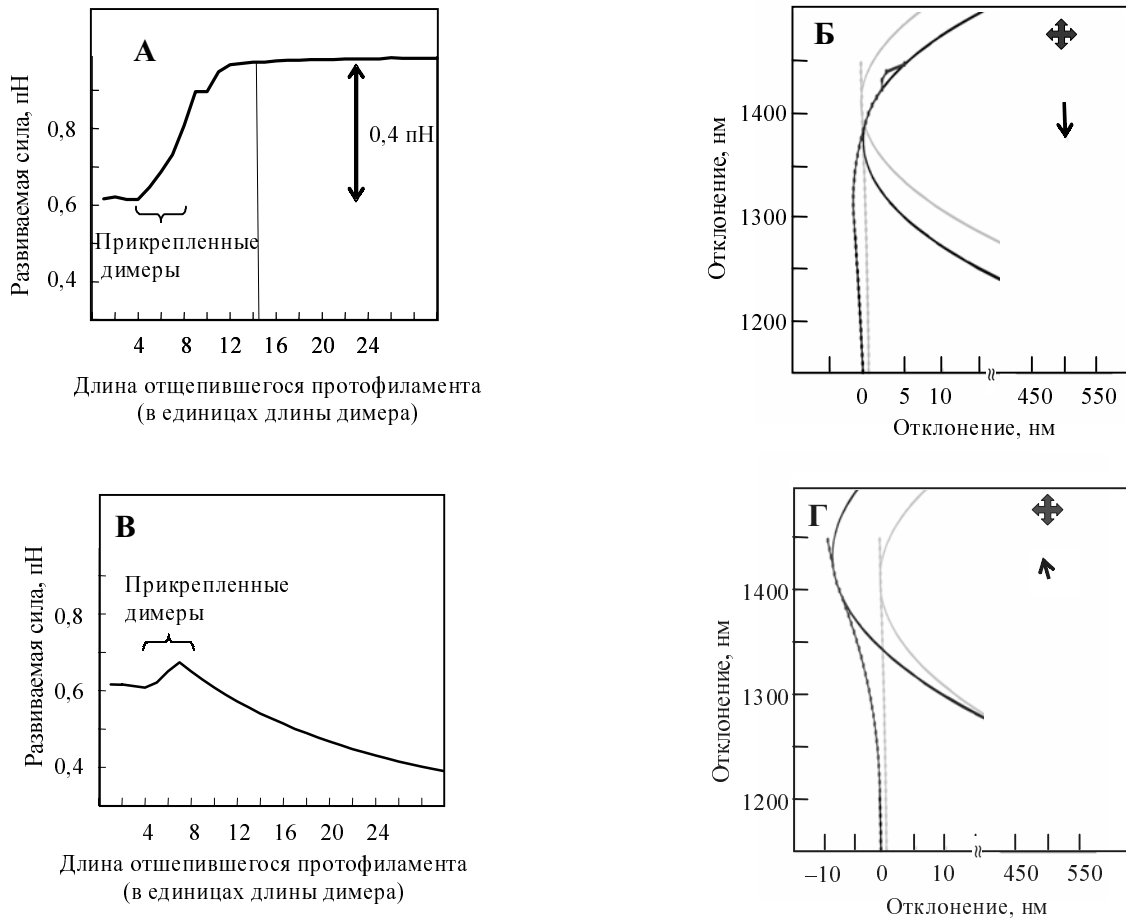 А
Развиваемая сила, пН
0,8
0,6
0,4
0,4 пН
Прикрепленные
димеры
4 8 12 16 20 24
Длина отщепившегося протофиламента
(в единицах длины димера)
Б
Отклонение, нм
1400
1300
1200
0 5 10 450 550
Отклонение, нм
В
Развиваемая сила, пН
Прикрепленные
димеры
0,8
0,6
0,4
4 8 12 16 20 24
Длина отщепившегося протофиламента
(в единицах длины димера)
Г
Отклонение, нм
1400
1300
1200
–10 0 10 450 550
Отклонение, нм